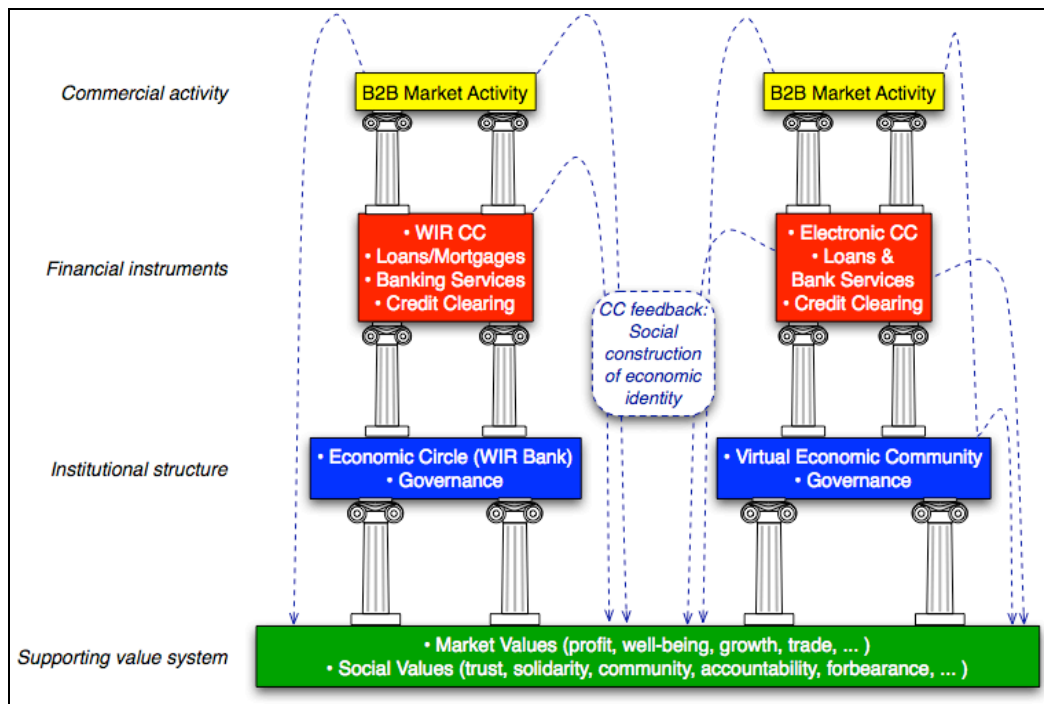 Commercial activity
B2B Market Activity
B2B Market Activity
Financial instruments
• WIR CC
• Loans/Mortgages
• Banking Services
• Credit Clearing
CC feedback:
Social
construction
of economic
identity
• Electronic CC
• Loans &
Bank Services
• Credit Clearing
Institutional structure
• Economic Circle (WIR Bank)
• Governance
• Virtual Economic Community
• Governance
Supporting value system
• Market Values (profit, well-being, growth, trade, ... )
• Social Values (trust, solidarity, community, accountability, forbearance, ... )